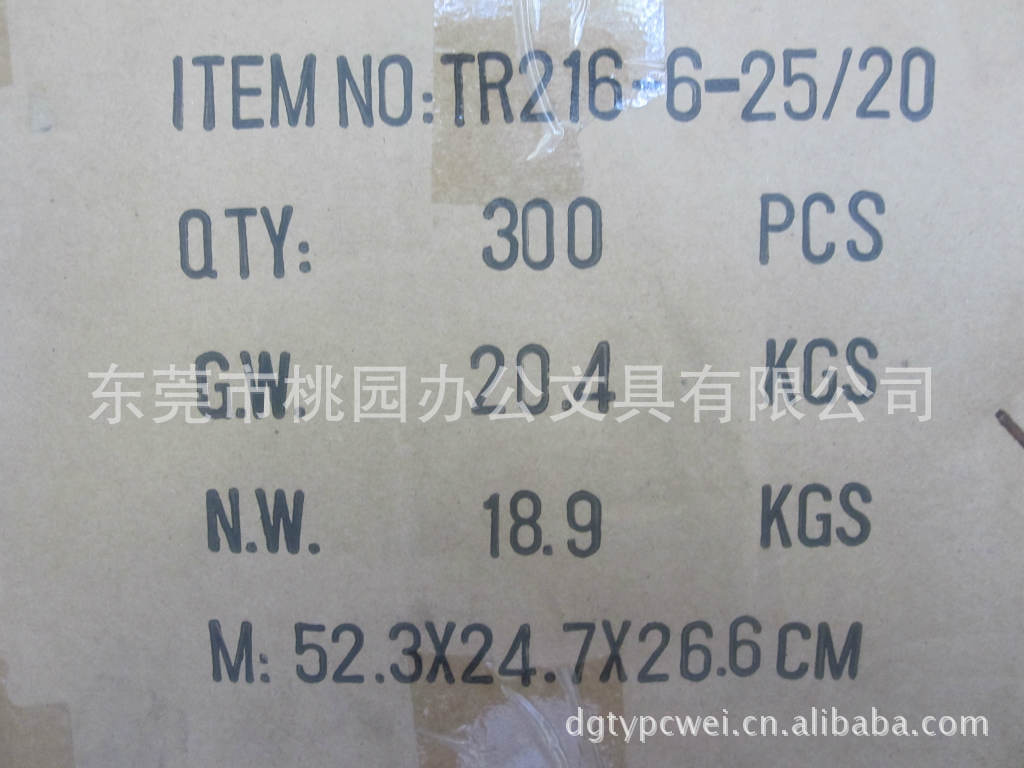 ITEM NO:TR216-6-25/20
QTY: 300 PCS
G.W. 20.4 KGS
东莞市桃园办公文具有限公司
N.W. 18.9 KGS
M: 52.3X24.7X26.6CM
dgtypcwei.cn.alibaba.com